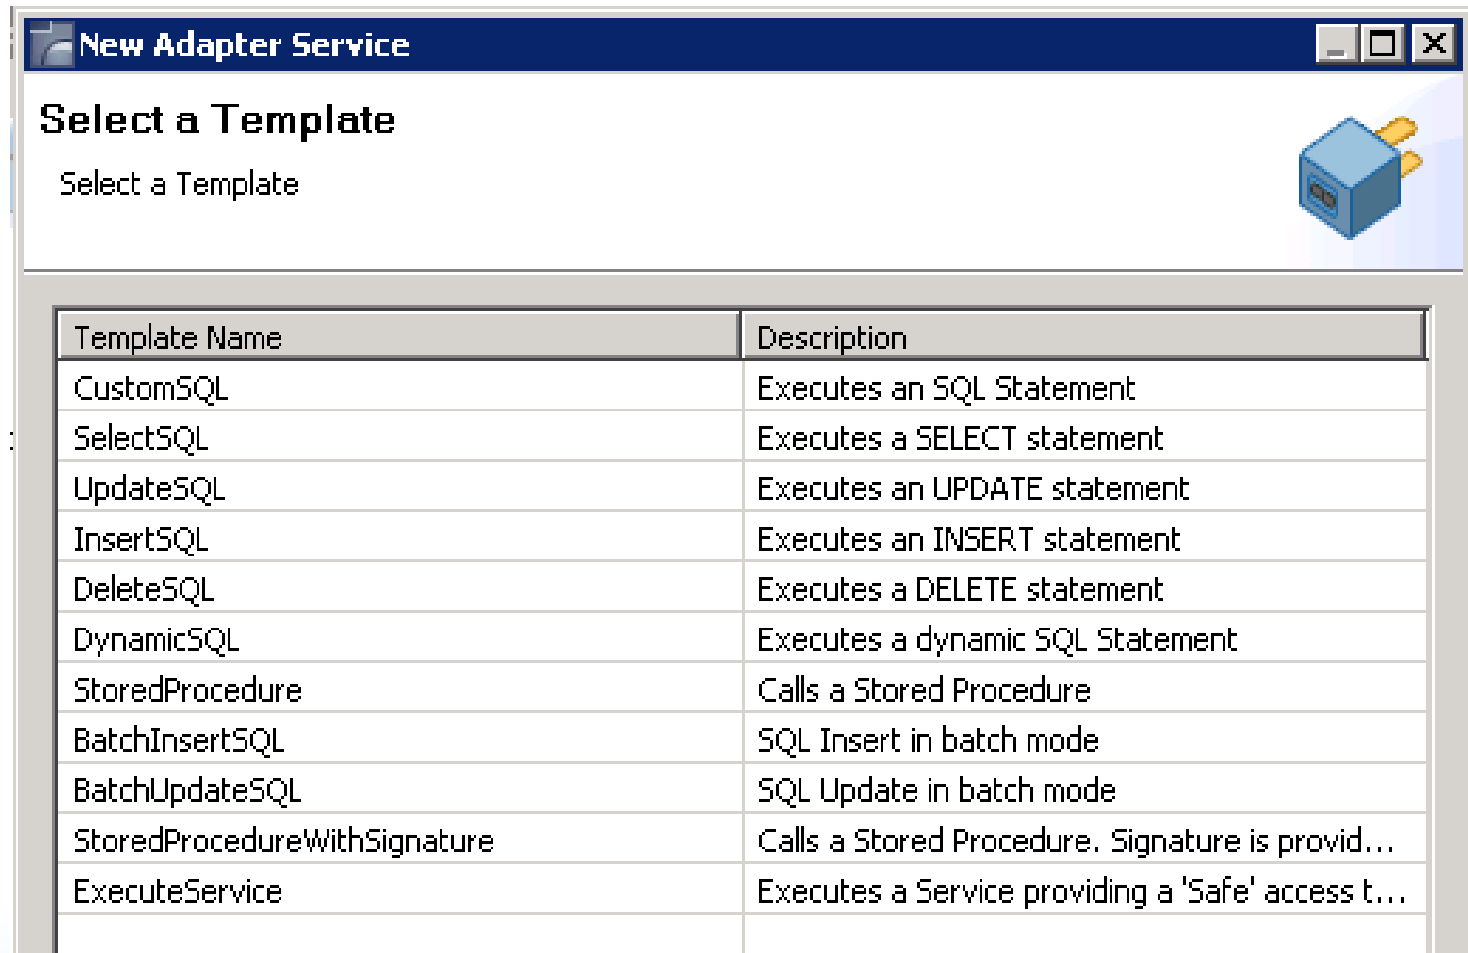 New Adapter Service
Select a Template
Select a Template
Template Name Description
CustomSQL Executes an SQL Statement
SelectSQL Executes a SELECT statement
UpdateSQL Executes an UPDATE statement
InsertSQL Executes an INSERT statement
DeleteSQL Executes a DELETE statement
DynamicSQL Executes a dynamic SQL Statement
StoredProcedure Calls a Stored Procedure
BatchInsertSQL SQL Insert in batch mode
BatchUpdateSQL SQL Update in batch mode
StoredProcedureWithSignature Calls a Stored Procedure. Signature is provid...
ExecuteService Executes a Service providing a 'Safe' access t...